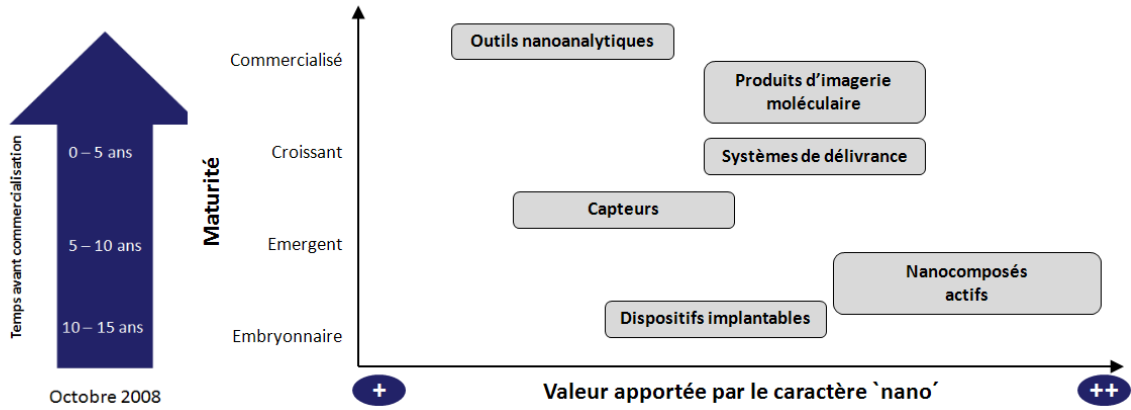 Outils nanoanalytiques
Commercialisé
Produits d’imagerie
moléculaire
0 – 5 ans
Croissant
Systèmes de délivrance
Temps avant commercialisation
Maturité
Capteurs
5 – 10 ans
Emergent
Nanocomposés
actifs
10 – 15 ans
Dispositifs implantables
Embryonnaire
Octobre 2008
+
Valeur apportée par le caractère `nano´
++